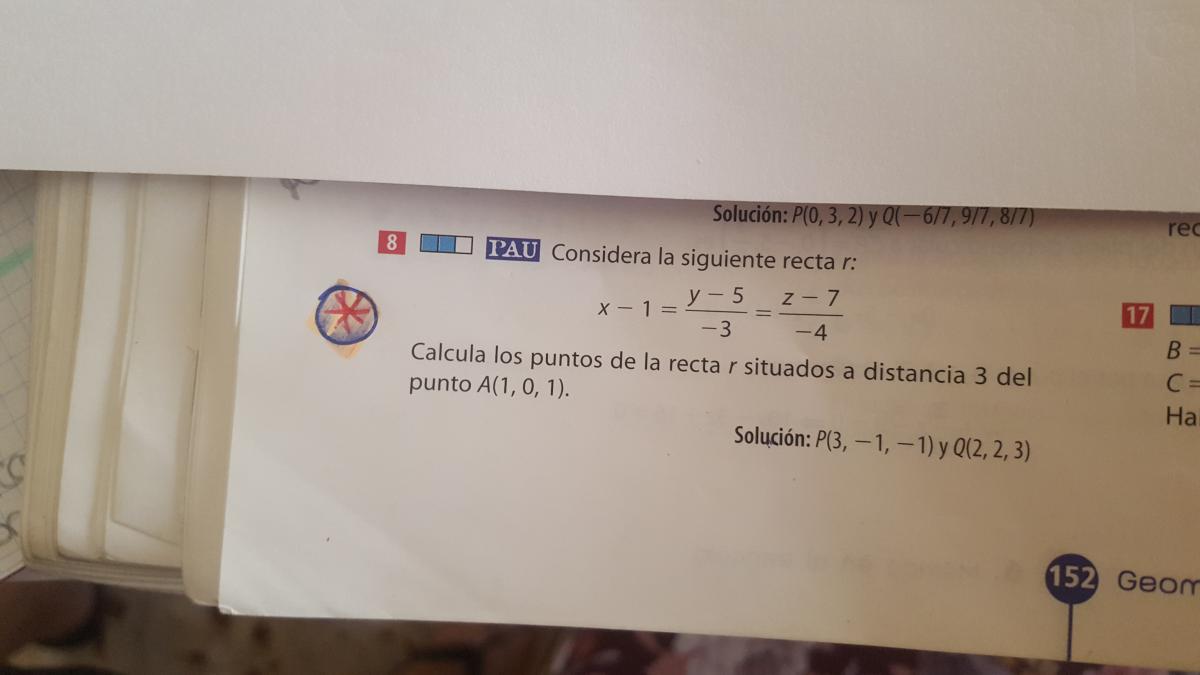 Solución: P(0, 3, 2) y Q(−6/7, 9/7, 8/7)
8 PAU Considera la siguiente recta r:
x − 1 = \frac{y − 5}{−3} = \frac{z − 7}{−4}
Calcula los puntos de la recta r situados a distancia 3 del
punto A(1, 0, 1).
Solución: P(3, −1, −1) y Q(2, 2, 3)
152 Geom
rec
17
B =
C =
Ha